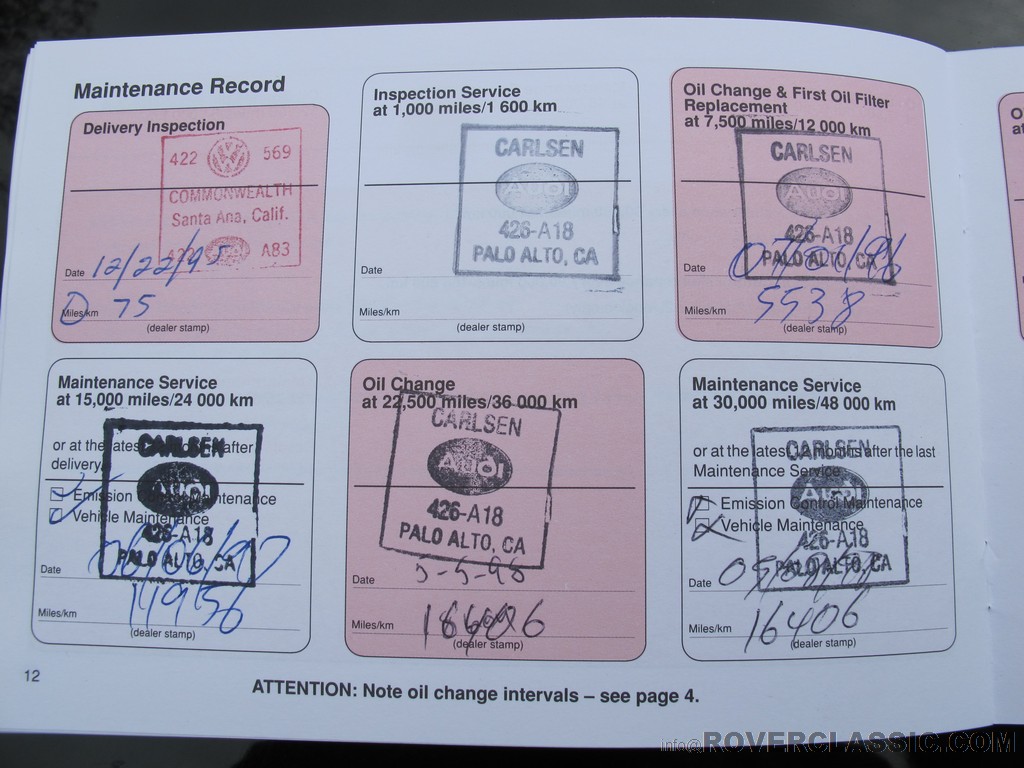 Maintenance Record
Delivery Inspection
422 569
COMMONWEALTH
Santa Ana, Calif.
422 A83
Date 12/22/95
Miles/km 75
(dealer stamp)
Inspection Service
at 1,000 miles/1 600 km
CARLSEN
Audi
426-A18
PALO ALTO, CA
Date
Miles/km
(dealer stamp)
Oil Change & First Oil Filter
Replacement
at 7,500 miles/12 000 km
CARLSEN
Audi
426-A18
PALO ALTO, CA
Date
Miles/km 5538
(dealer stamp)
Maintenance Service
at 15,000 miles/24 000 km
or at the latest after
delivery
CARLSEN
Audi
Emission Maintenance
Vehicle Maintenance
426-A18
PALO ALTO, CA
Date
Miles/km
(dealer stamp)
Oil Change
at 22,500 miles/36 000 km
CARLSEN
Audi
426-A18
PALO ALTO, CA
Date
Miles/km
(dealer stamp)
Maintenance Service
at 30,000 miles/48 000 km
CARLSEN
or at the latest 12 months after the last
Maintenance Service
Audi
Emission Control Maintenance
Vehicle Maintenance
426-A18
PALO ALTO, CA
Date
Miles/km 16406
(dealer stamp)
12
ATTENTION: Note oil change intervals – see page 4.
info@ROVERCLASSIC.COM